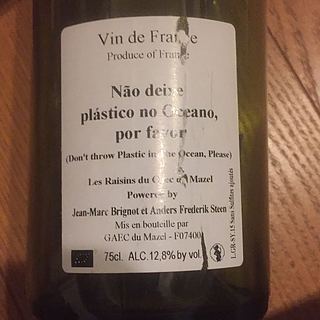 Vin de France
Produce of France
Não deixe
plástico no Oceano,
por favor
(Don't throw Plastic in The Ocean, Please)
Les Raisins du Gaec du Mazel
Powered by
Jean-Marc Brignot et Anders Frederik Steen
Mis en bouteille par
GAEC du Mazel - F07400
75cl. ALC.12,8% by vol.
L.GR-SY.15 Sans Sulfites ajoutés